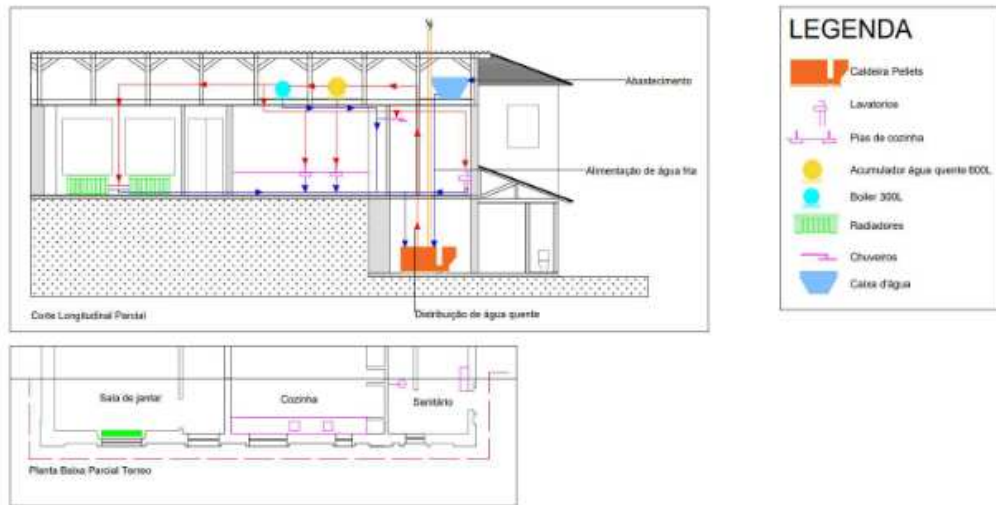 Abastecimento
Alimentação de água fria
Corte Longitudinal Parcial
Distribuição de água quente
Sala de jantar
Cozinha
Sanitário
Planta Baixa Parcial Terreo
LEGENDA
Caldeira Pellets
Lavatorios
Pias de cozinha
Acumulador água quente 600L
Boiler 300L
Radiadores
Chuveiros
Caixa d'água